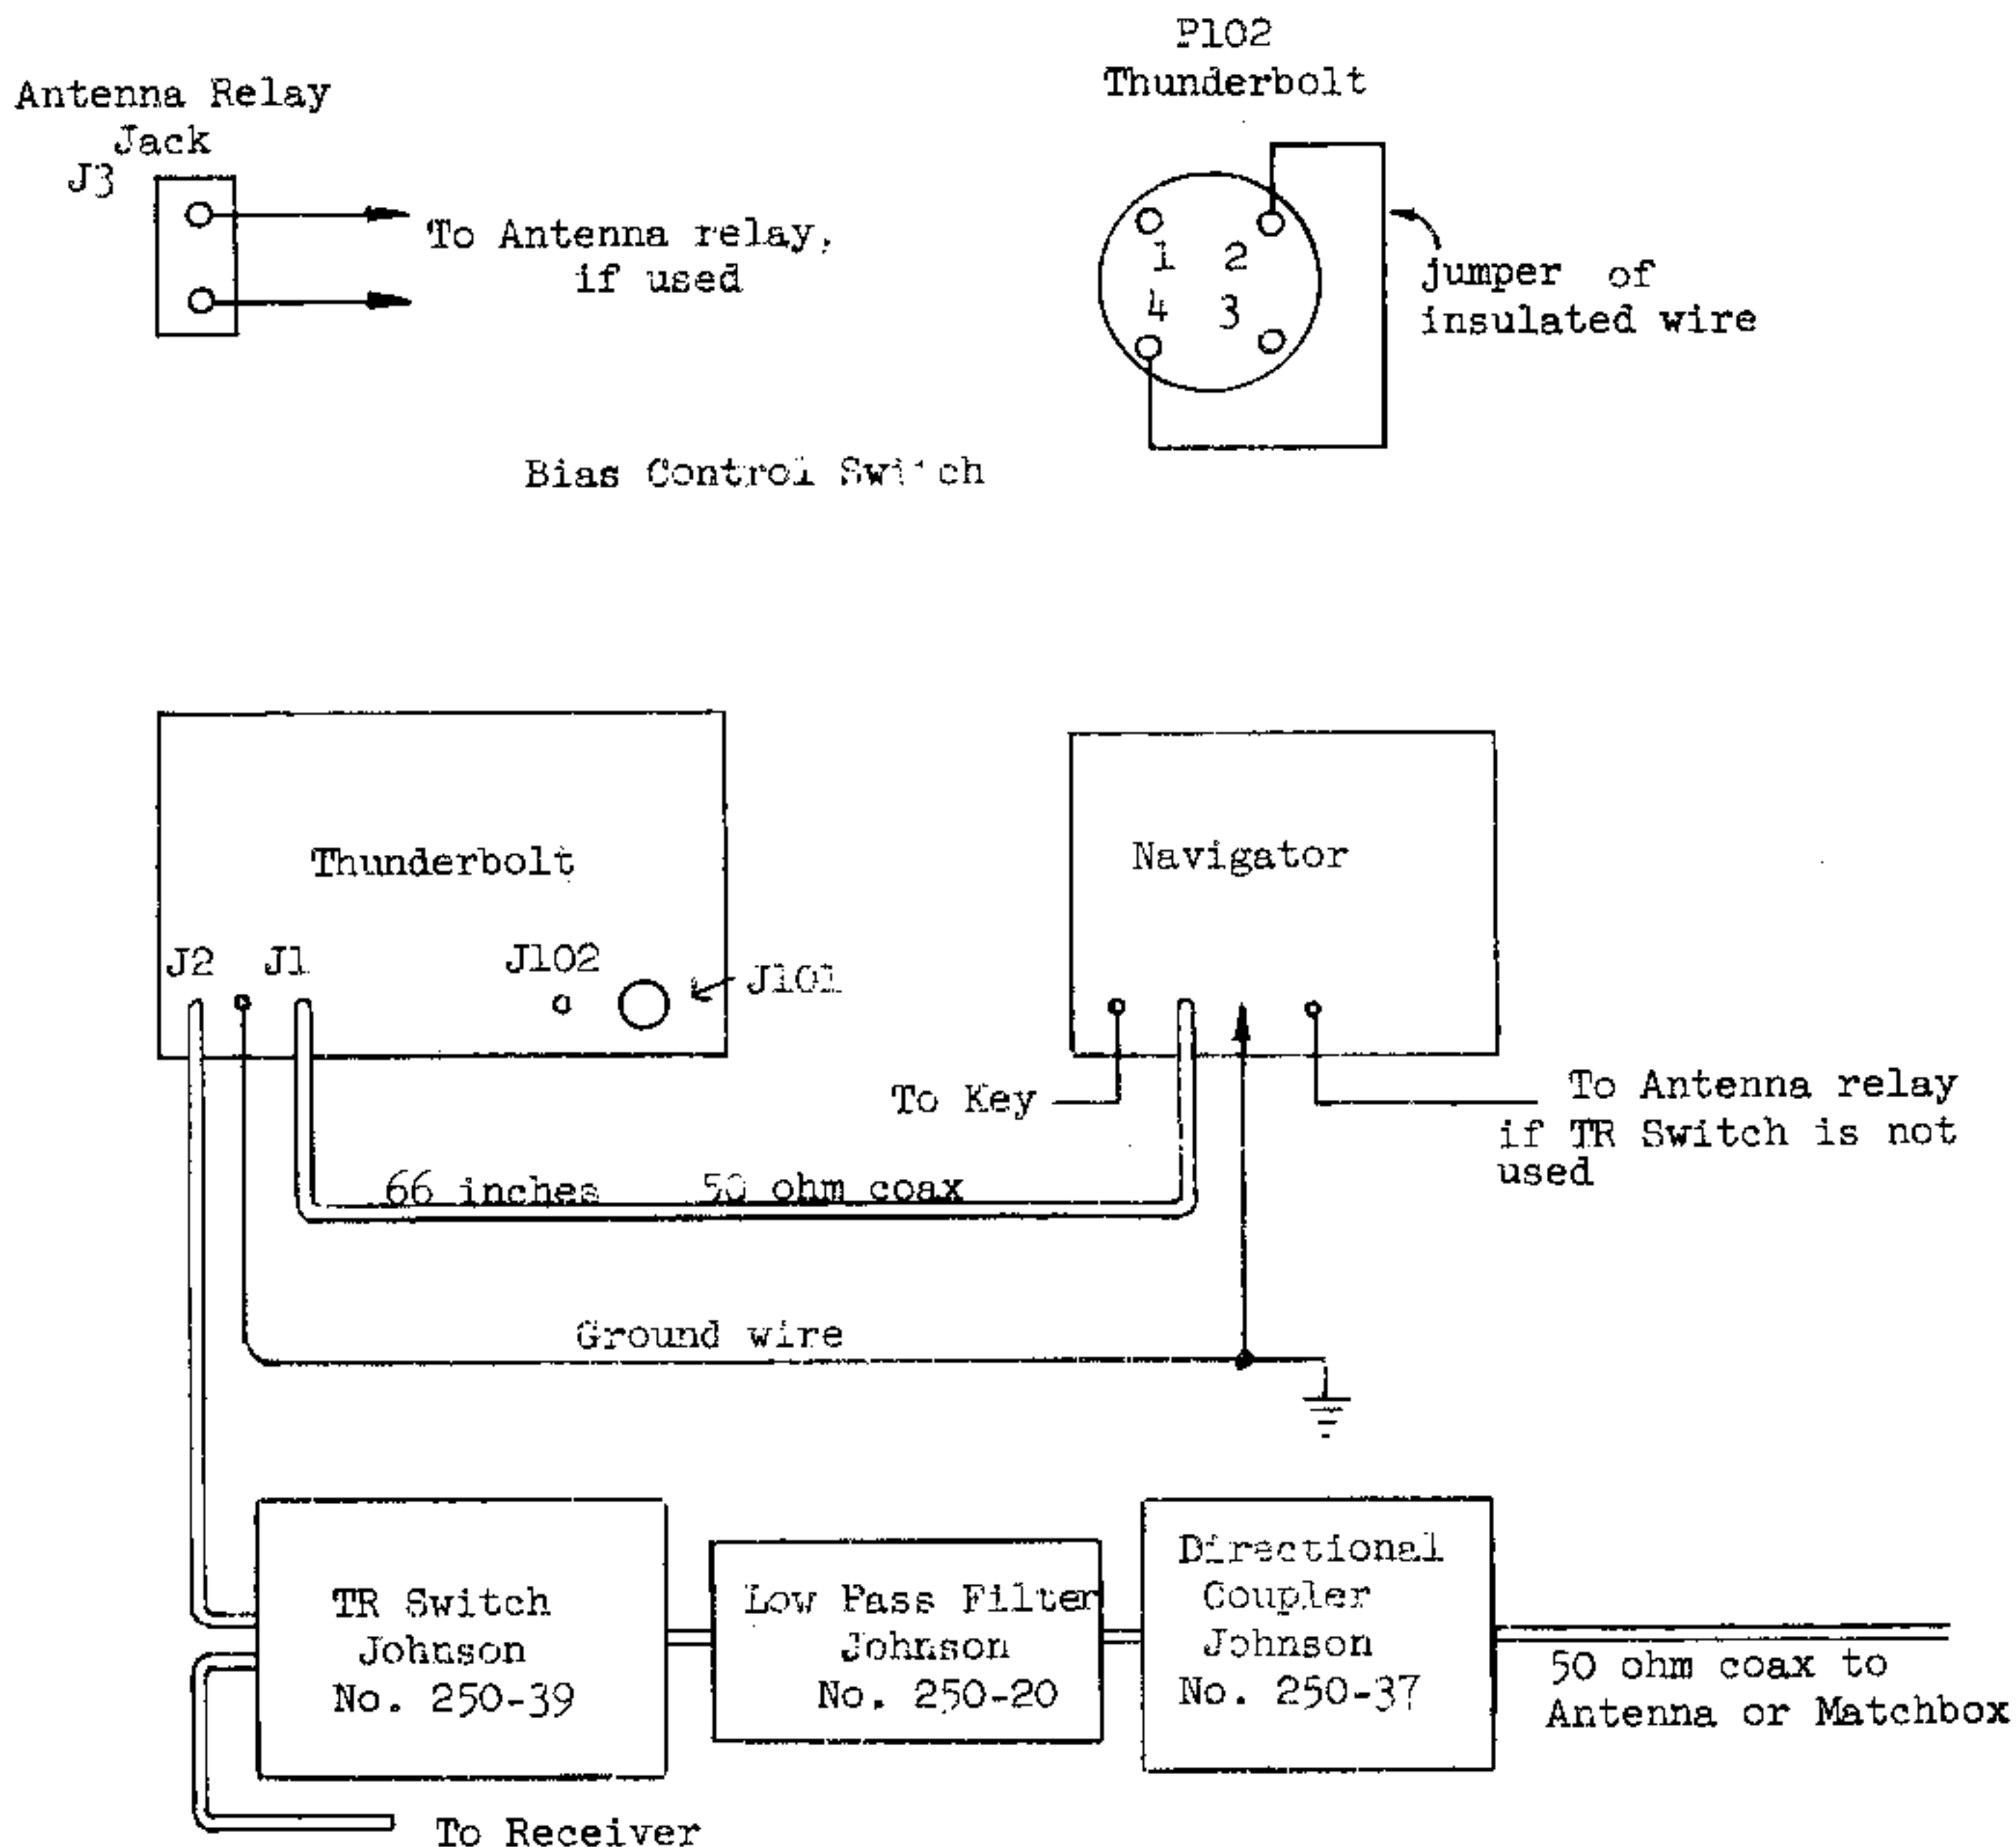 P102
Thunderbolt
Antenna Relay
Jack
J3
To Antenna relay,
if used
1 2
4 3
jumper of
insulated wire
Bias Control Switch
Thunderbolt
Navigator
J2 J1 J102
J101
To Key
To Antenna relay
if TR Switch is not
used
66 inches 50 ohm coax
Ground wire
TR Switch
Johnson
No. 250-39
Low Pass Filter
Johnson
No. 250-20
Directional
Coupler
Johnson
No. 250-37
50 ohm coax to
Antenna or Matchbox
To Receiver